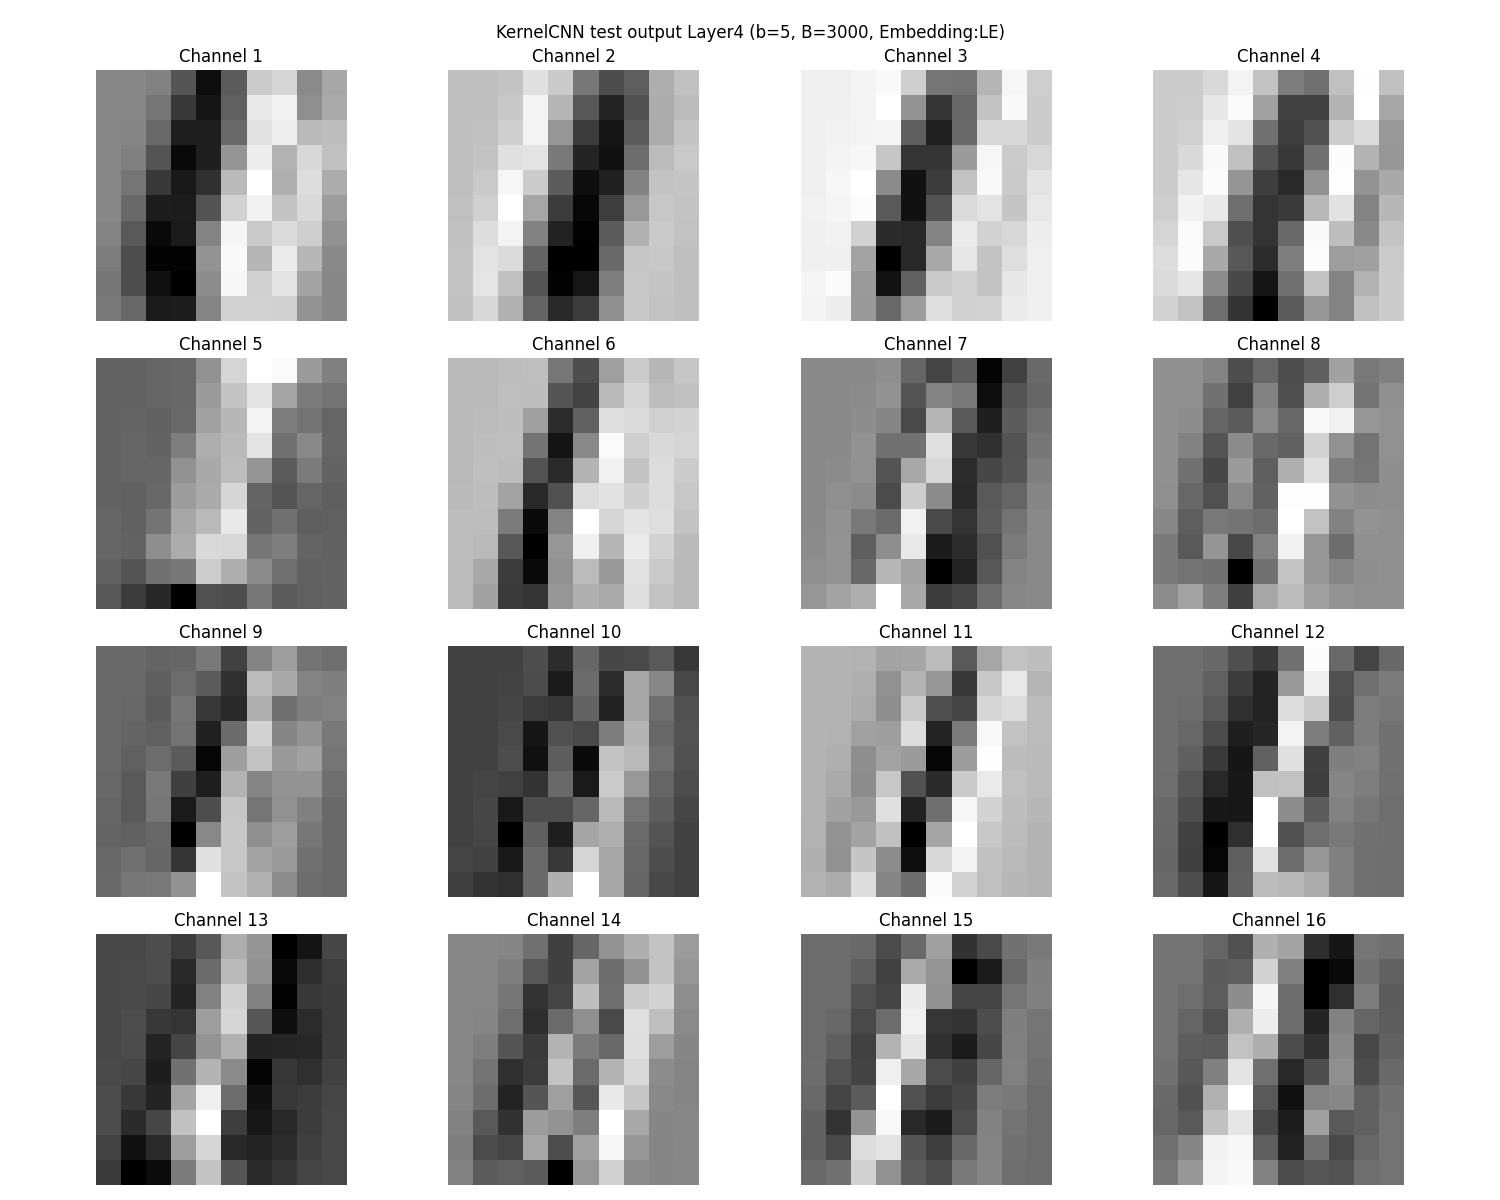 KernelCNN test output Layer4 (b=5, B=3000, Embedding:LE)
Channel 1 Channel 2 Channel 3 Channel 4
Channel 5 Channel 6 Channel 7 Channel 8
Channel 9 Channel 10 Channel 11 Channel 12
Channel 13 Channel 14 Channel 15 Channel 16